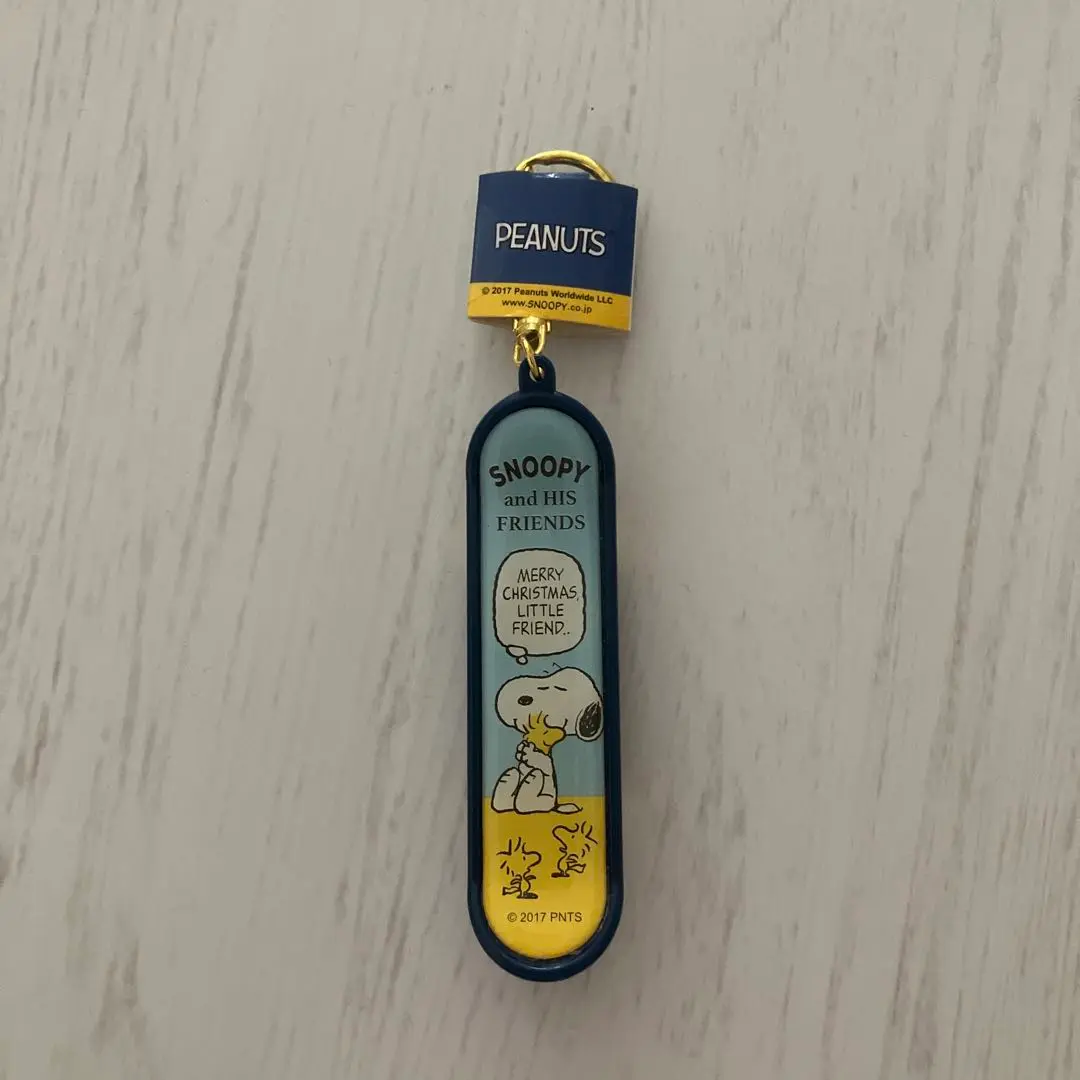 PEANUTS
© 2017 Peanuts Worldwide LLC
www.SNOOPY.co.jp
SNOOPY
and HIS
FRIENDS
MERRY
CHRISTMAS,
LITTLE
FRIEND..
© 2017 PNTS